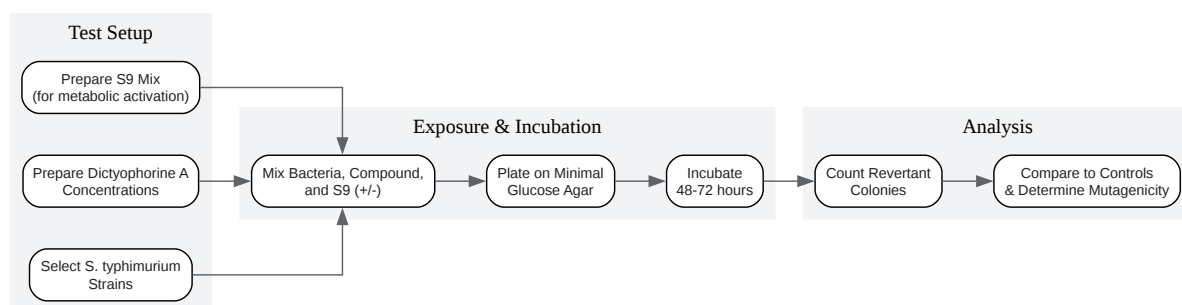 Test Setup
Prepare S9 Mix
(for metabolic activation)
Prepare Dictyophorine A
Concentrations
Select S. typhimurium
Strains
Exposure & Incubation
Mix Bacteria, Compound,
and S9 (+/-)
Plate on Minimal
Glucose Agar
Incubate
48-72 hours
Analysis
Count Revertant
Colonies
Compare to Controls
& Determine Mutagenicity